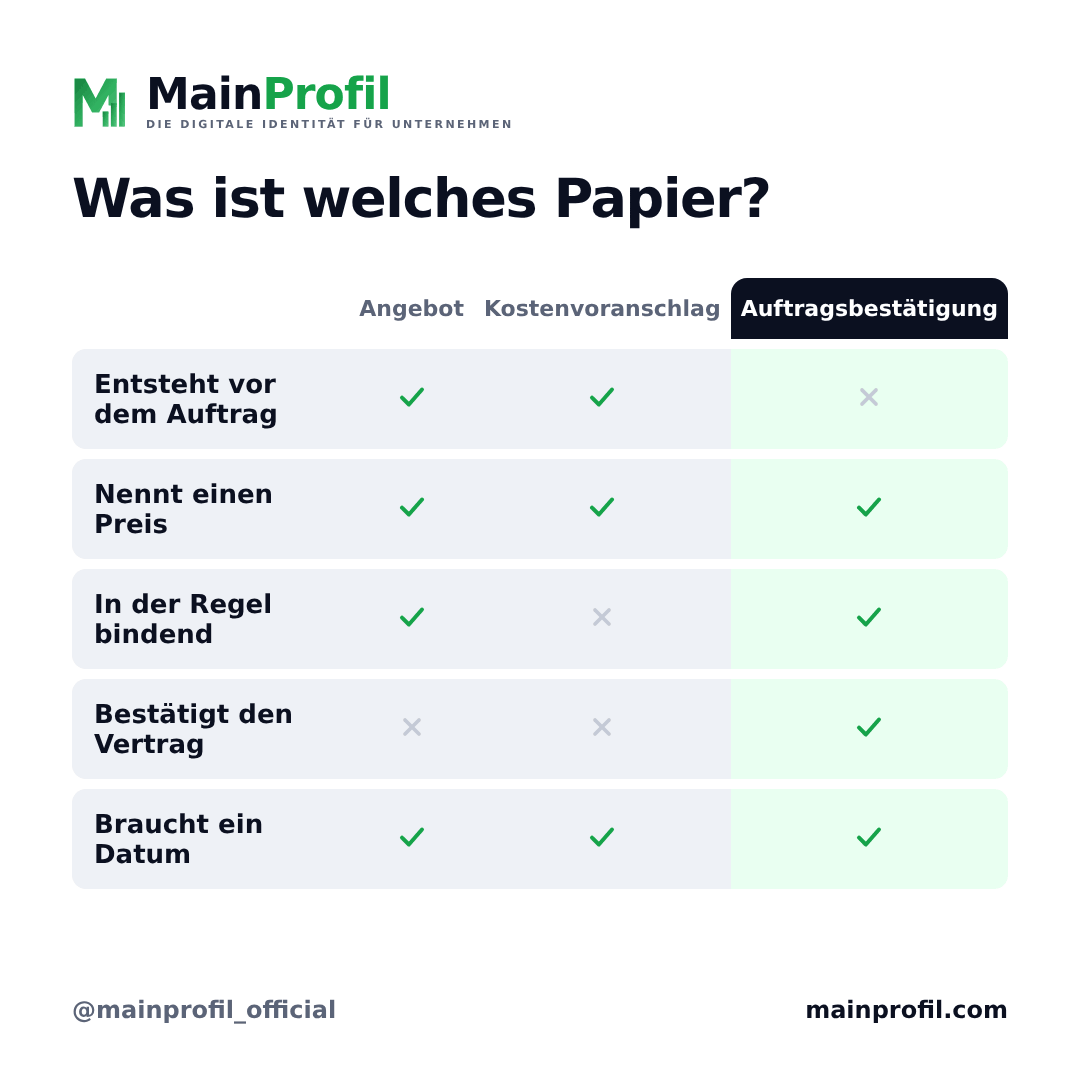 MainProfil
DIE DIGITALE IDENTITÄT FÜR UNTERNEHMEN
Was ist welches Papier?
Angebot Kostenvoranschlag Auftragsbestätigung
Entsteht vor
dem Auftrag
Nennt einen
Preis
In der Regel
bindend
Bestätigt den
Vertrag
Braucht ein
Datum
@mainprofil_official
mainprofil.com